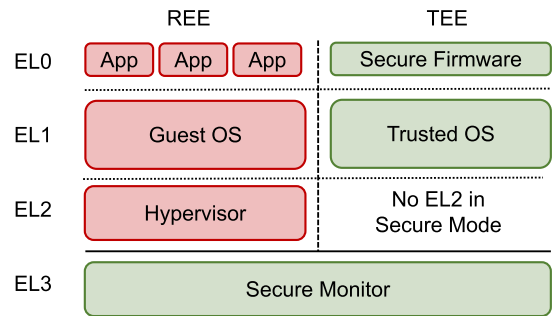 REE TEE
EL0 App App App Secure Firmware
EL1 Guest OS Trusted OS
EL2 Hypervisor No EL2 in
Secure Mode
EL3 Secure Monitor